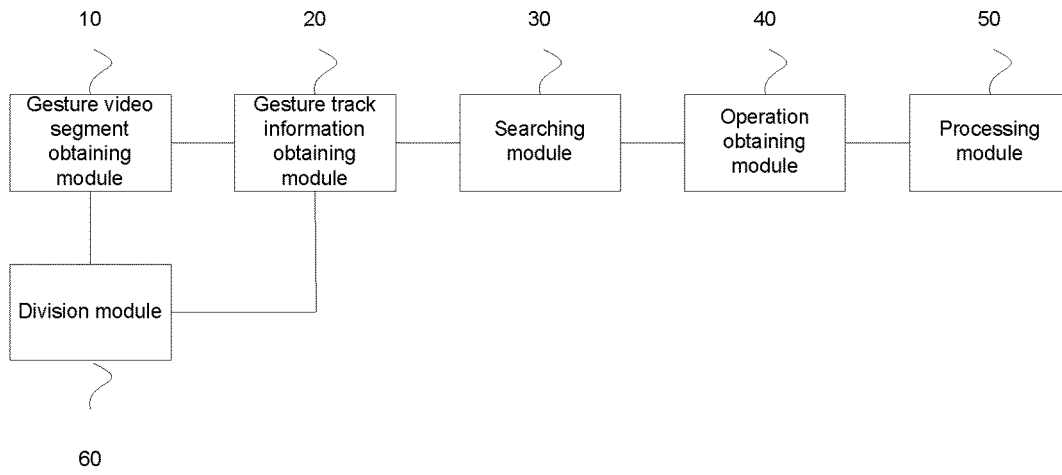 10
20
30
40
50
Gesture video
segment
obtaining
module
Gesture track
information
obtaining
module
Searching
module
Operation
obtaining
module
Processing
module
Division module
60